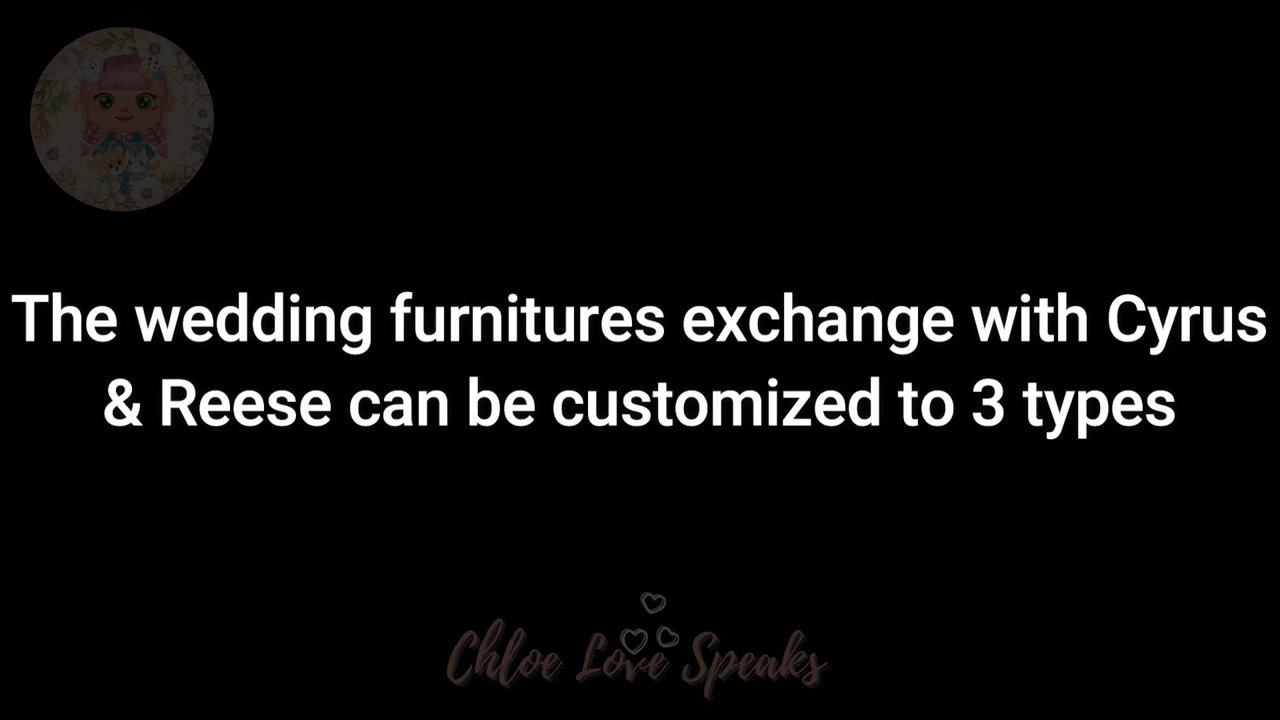 The wedding furnitures exchange with Cyrus
& Reese can be customized to 3 types
Chloe Love Speaks